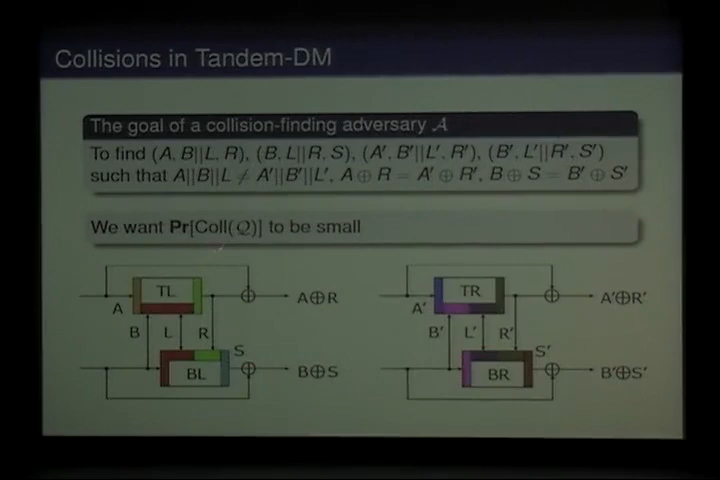 Collisions in Tandem-DM
The goal of a collision-finding adversary 𝒜
To find (A, B||L, R), (B, L||R, S), (A′, B′||L′, R′), (B′, L′||R′, S′)
such that A||B||L ≠ A′||B′||L′, A ⊕ R = A′ ⊕ R′, B ⊕ S = B′ ⊕ S′
We want Pr[Coll(𝒬)] to be small
TL
A
A⊕R
B
L
R
S
BL
B⊕S
TR
A′
A′⊕R′
B′
L′
R′
S′
BR
B′⊕S′